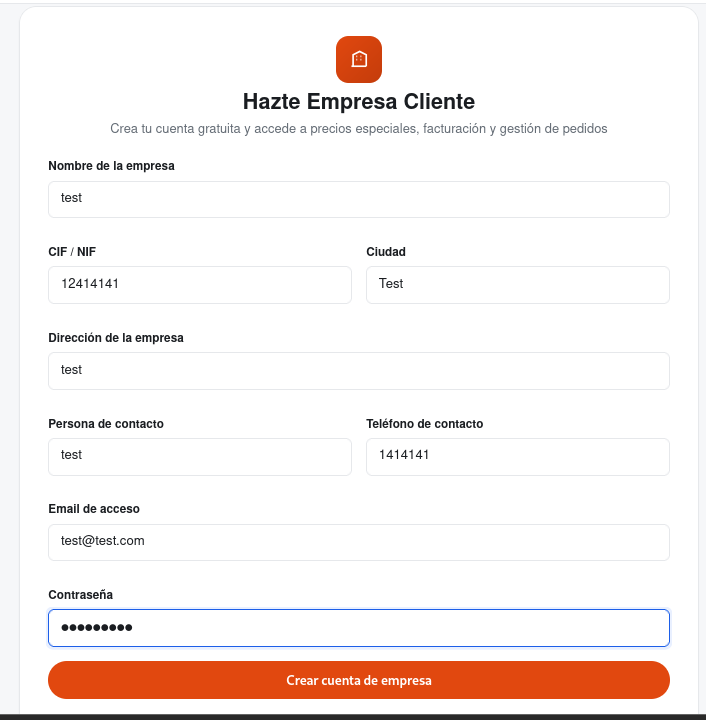 Hazte Empresa Cliente
Crea tu cuenta gratuita y accede a precios especiales, facturación y gestión de pedidos
Nombre de la empresa
test
CIF / NIF
12414141
Ciudad
Test
Dirección de la empresa
test
Persona de contacto
test
Teléfono de contacto
1414141
Email de acceso
test@test.com
Contraseña
●●●●●●●●●
Crear cuenta de empresa